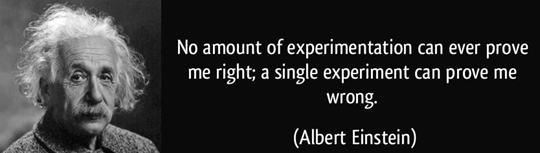 No amount of experimentation can ever prove
me right; a single experiment can prove me
wrong.
(Albert Einstein)